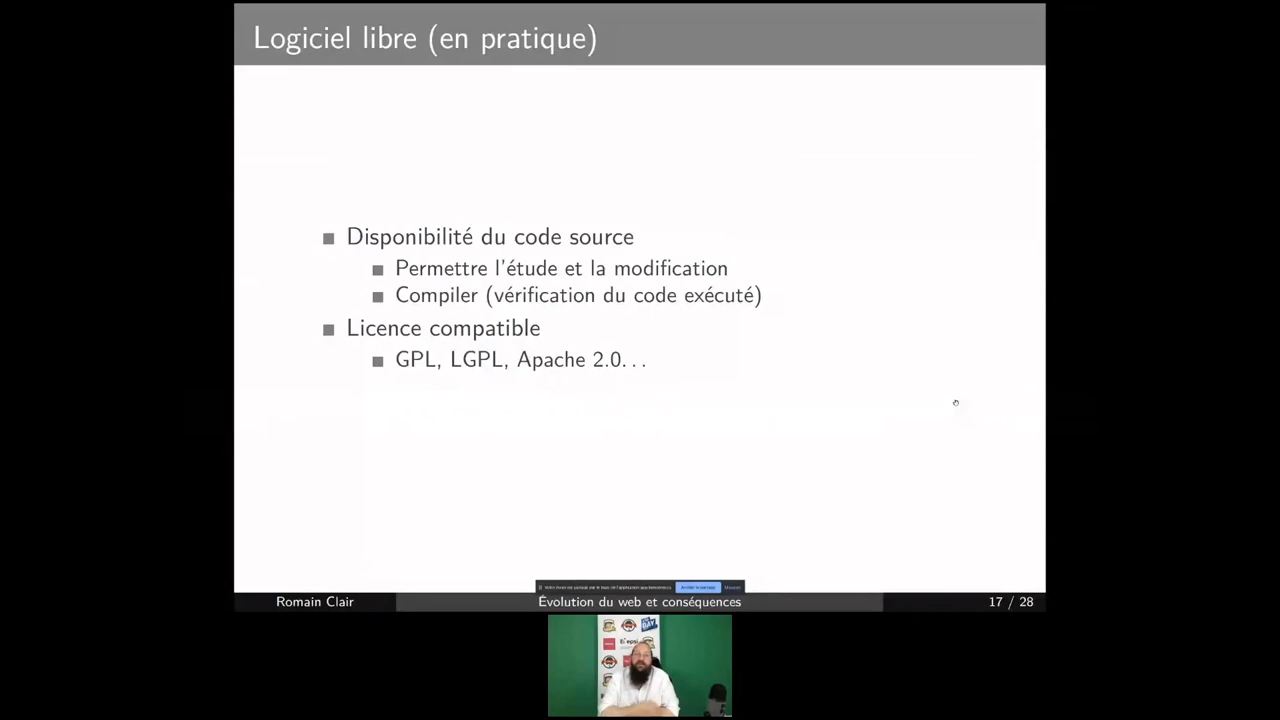 Logiciel libre (en pratique)
Disponibilité du code source
Permettre l'étude et la modification
Compiler (vérification du code exécuté)
Licence compatible
GPL, LGPL, Apache 2.0...
Romain Clair
Évolution du web et conséquences
17 / 28
epsi